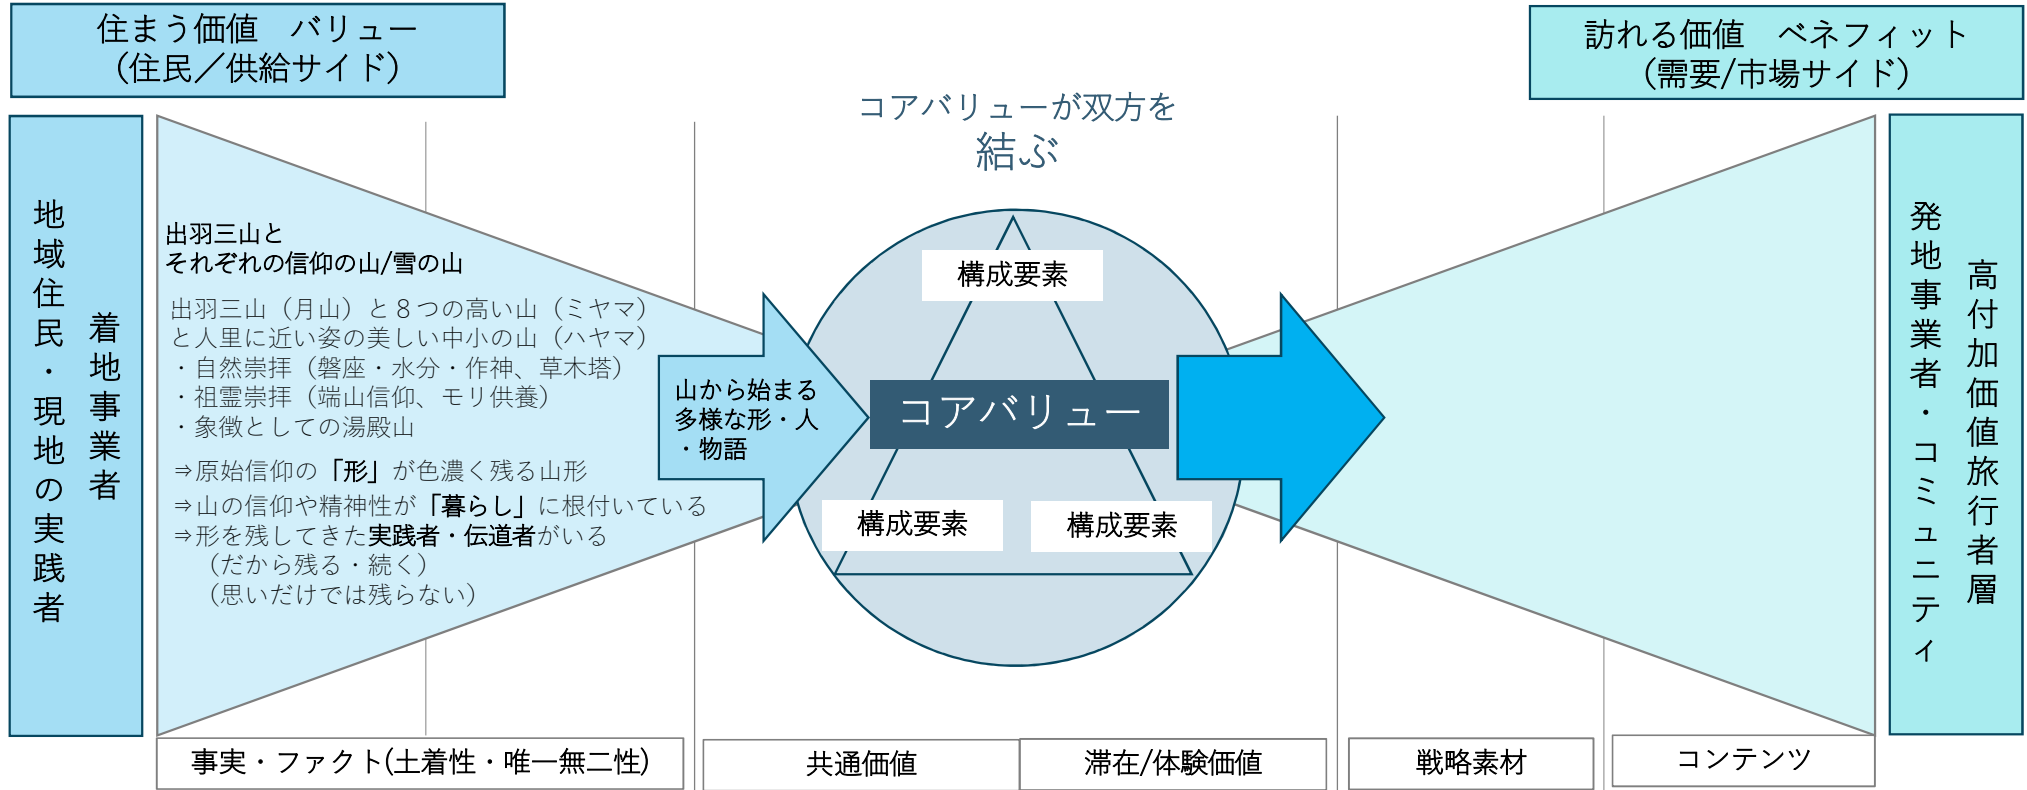 住まう価値　バリュー
（住民／供給サイド）
訪れる価値　ベネフィット
（需要/市場サイド）
コアバリューが双方を
結ぶ
着地事業者
地域住民・現地の実践者
出羽三山と
それぞれの信仰の山/雪の山
出羽三山（月山）と８つの高い山（ミヤマ）
と人里に近い姿の美しい中小の山（ハヤマ）
・自然崇拝（磐座・水分・作神、草木塔）
・祖霊崇拝（端山信仰、モリ供養）
・象徴としての湯殿山
⇒原始信仰の「形」が色濃く残る山形
⇒山の信仰や精神性が「暮らし」に根付いている
⇒形を残してきた実践者・伝道者がいる
（だから残る・続く）
（思いだけでは残らない）
山から始まる
多様な形・人
・物語
構成要素
コアバリュー
構成要素
構成要素
高付加価値旅行者層
発地事業者・コミュニティ
事実・ファクト(土着性・唯一無二性)
共通価値
滞在/体験価値
戦略素材
コンテンツ